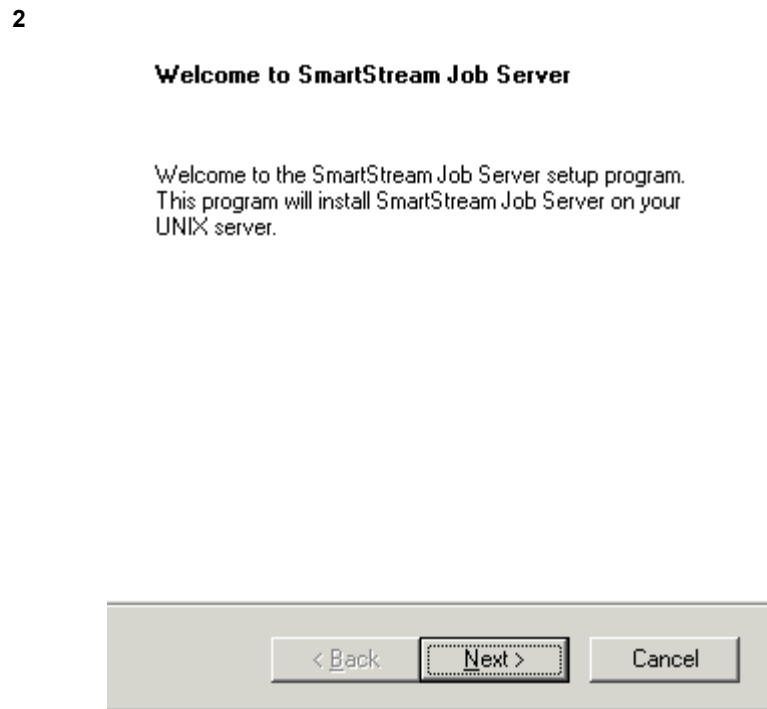 2
Welcome to SmartStream Job Server
Welcome to the SmartStream Job Server setup program.
This program will install SmartStream Job Server on your
UNIX server.
< Back
Next >
Cancel